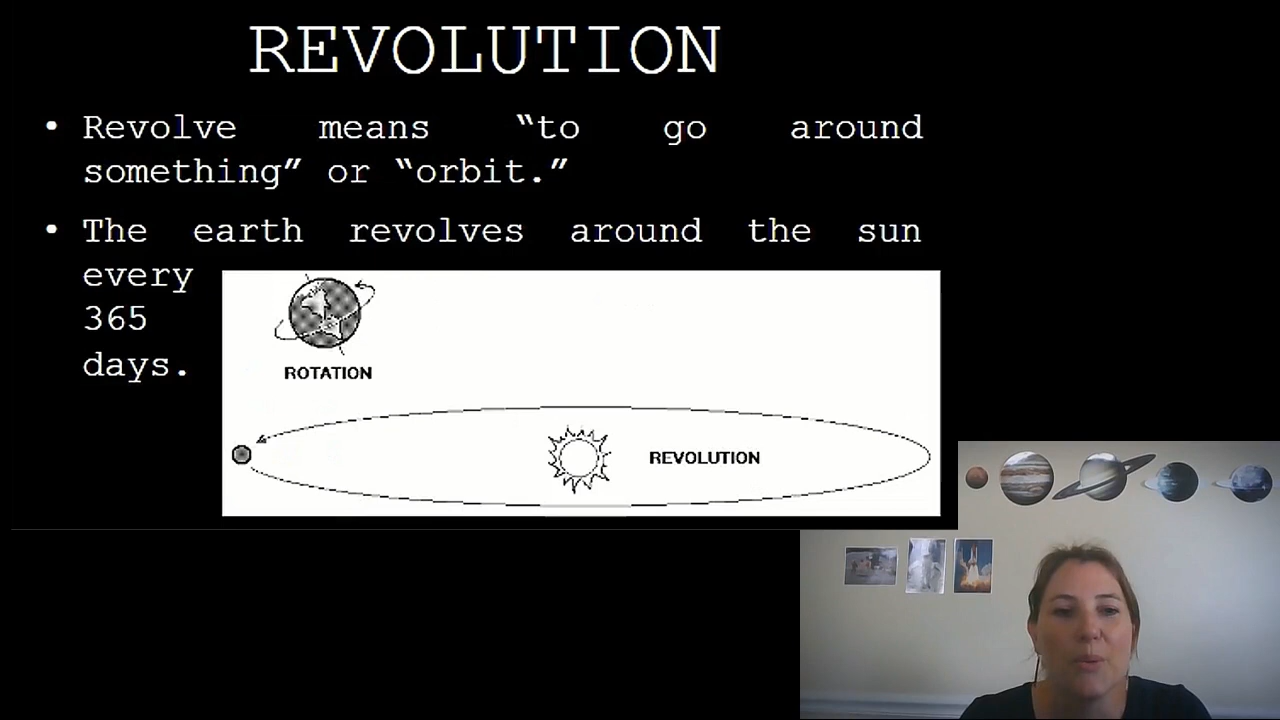 REVOLUTION
• Revolve means “to go around
something” or “orbit.”
• The earth revolves around the sun
every
365
days.
ROTATION
REVOLUTION